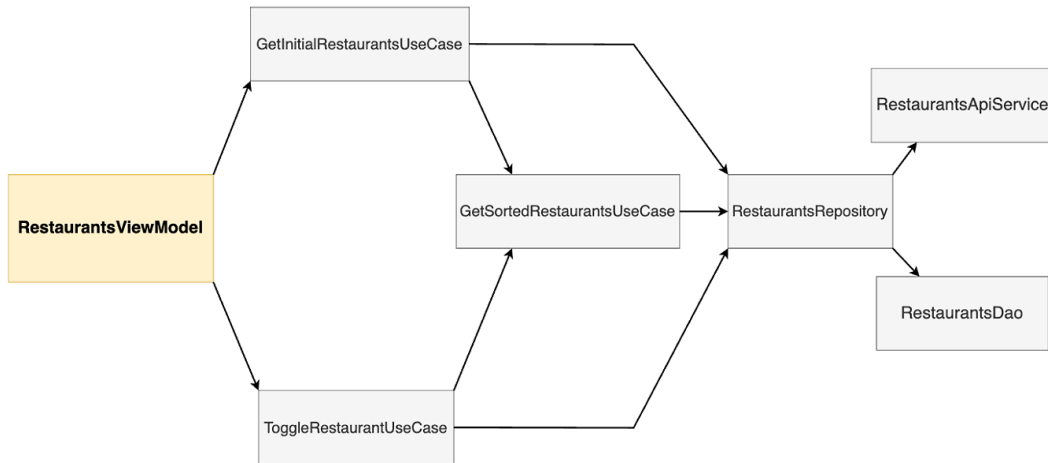 GetInitialRestaurantsUseCase
RestaurantsApiService
RestaurantsViewModel
GetSortedRestaurantsUseCase
RestaurantsRepository
RestaurantsDao
ToggleRestaurantUseCase